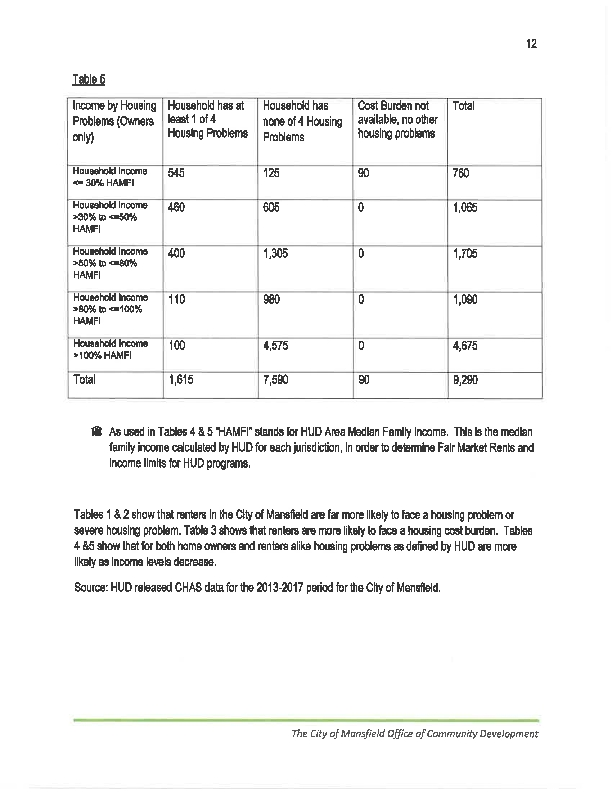 12
Table 5
Income by Housing Problems (Owners only) Household has at least 1 of 4 Housing Problems Household has none of 4 Housing Problems Cost Burden not available, no other housing problems Total
Household Income <= 30% HAMFI 545 125 90 760
Household Income >30% to <=50% HAMFI 460 605 0 1,065
Household Income >50% to <=80% HAMFI 400 1,305 0 1,705
Household Income >80% to <=100% HAMFI 110 980 0 1,090
Household Income >100% HAMFI 100 4,575 0 4,675
Total 1,615 7,590 90 9,290
As used in Tables 4 & 5 "HAMFI" stands for HUD Area Median Family Income. This is the median
family income calculated by HUD for each jurisdiction, in order to determine Fair Market Rents and
income limits for HUD programs.
Tables 1 & 2 show that renters in the City of Mansfield are far more likely to face a housing problem or
severe housing problem. Table 3 shows that renters are more likely to face a housing cost burden. Tables
4 &5 show that for both home owners and renters alike housing problems as defined by HUD are more
likely as income levels decrease.
Source: HUD released CHAS data for the 2013-2017 period for the City of Mansfield.
The City of Mansfield Office of Community Development